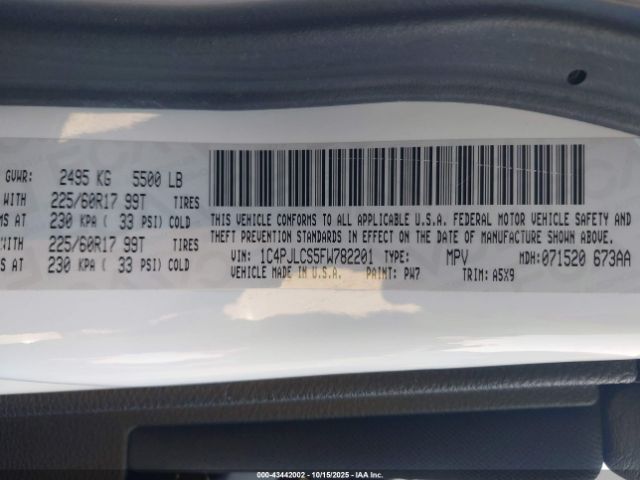 GVWR: 2495 KG 5500 LB
WITH 225/60R17 99T TIRES
MS AT 230 KPA ( 33 PSI) COLD
WITH 225/60R17 99T TIRES
MS AT 230 KPA ( 33 PSI) COLD
THIS VEHICLE CONFORMS TO ALL APPLICABLE U.S.A. FEDERAL MOTOR VEHICLE SAFETY AND
THEFT PREVENTION STANDARDS IN EFFECT ON THE DATE OF MANUFACTURE SHOWN ABOVE.
VIN: 1C4PJLCS5FW782201 TYPE: MPV MDH: 071520 673AA
VEHICLE MADE IN U.S.A. PAINT: PW7 TRIM: A5X9
000-43442002 | 10/15/2025 | IAA Inc.